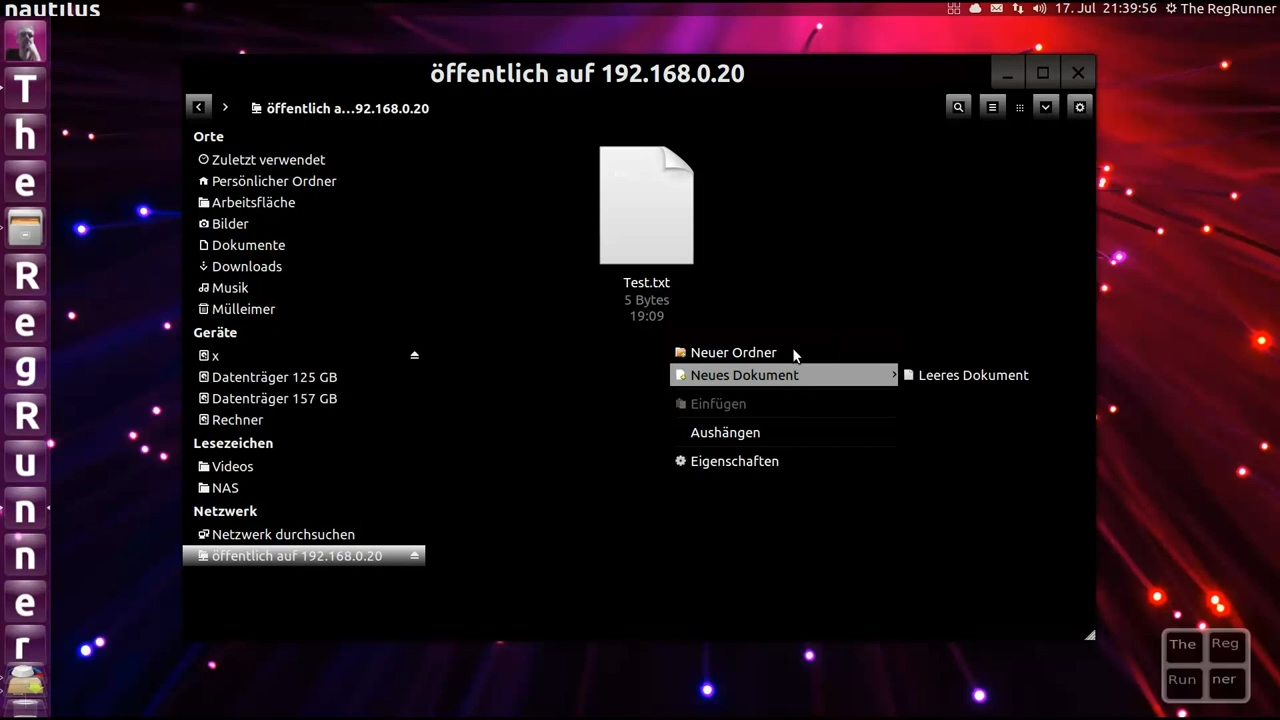 nautilus
17. Jul 21:39:56 The RegRunner
öffentlich auf 192.168.0.20
öffentlich a...92.168.0.20
Orte
Zuletzt verwendet
Persönlicher Ordner
Arbeitsfläche
Bilder
Dokumente
Downloads
Musik
Mülleimer
Geräte
x
Datenträger 125 GB
Datenträger 157 GB
Rechner
Lesezeichen
Videos
NAS
Netzwerk
Netzwerk durchsuchen
öffentlich auf 192.168.0.20
Test.txt
5 Bytes
19:09
Neuer Ordner
Neues Dokument
Leeres Dokument
Einfügen
Aushängen
Eigenschaften
T
h
e
R
e
g
R
u
n
n
e
r
The Reg
Run ner